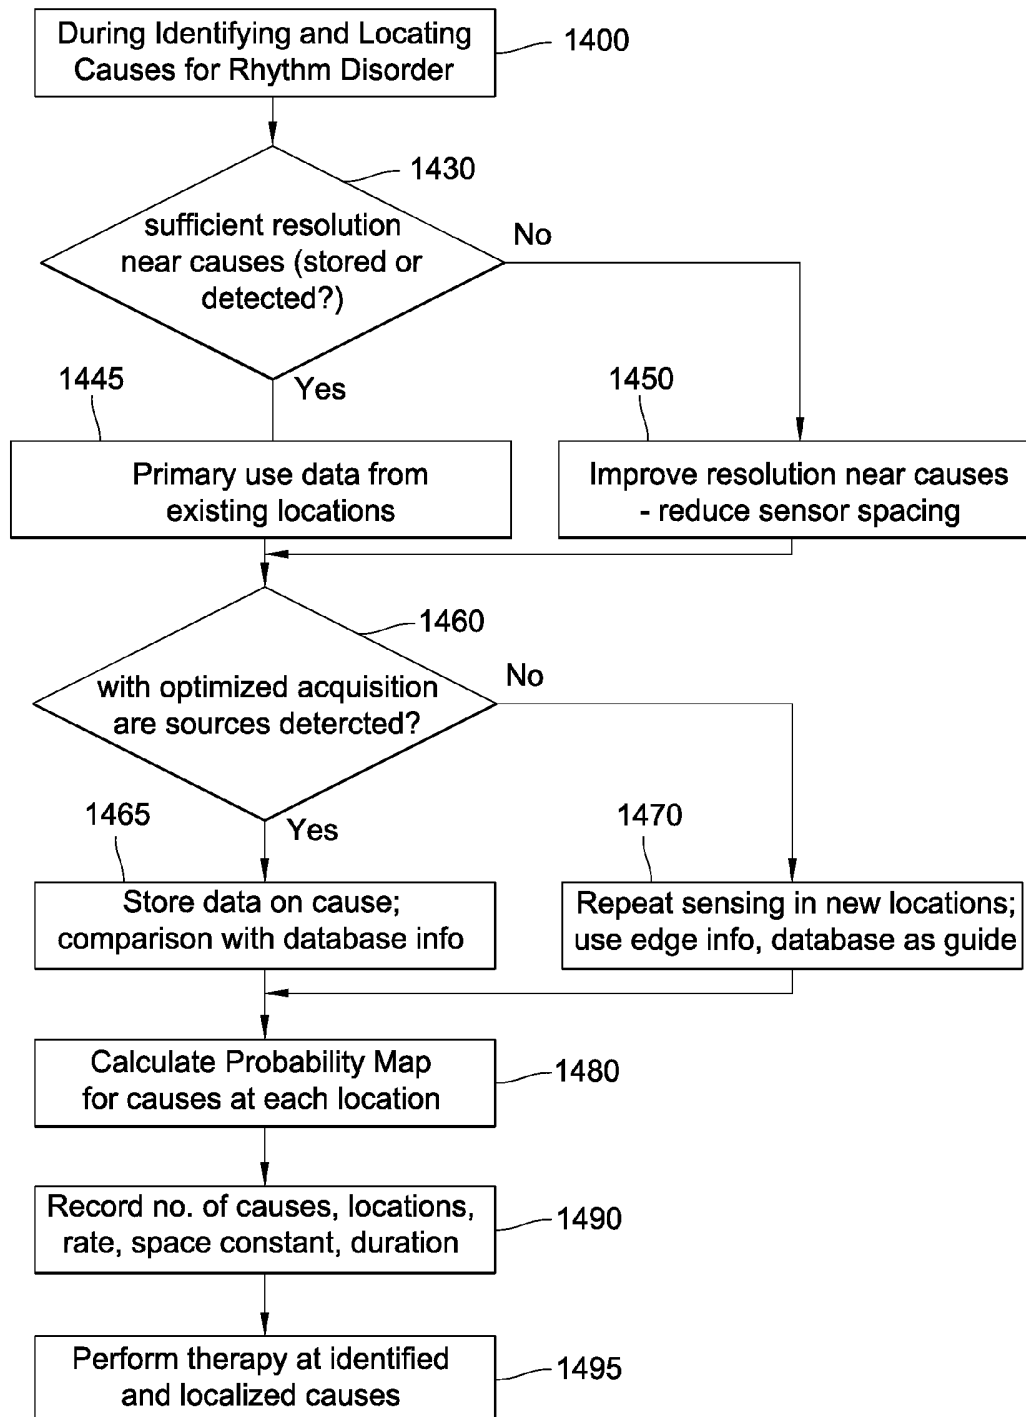 During Identifying and Locating
Causes for Rhythm Disorder
1400
1430
sufficient resolution
near causes (stored or
detected?)
No
Yes
1445
Primary use data from
existing locations
1450
Improve resolution near causes
- reduce sensor spacing
1460
with optimized acquisition
are sources detercted?
No
Yes
1465
Store data on cause;
comparison with database info
1470
Repeat sensing in new locations;
use edge info, database as guide
Calculate Probability Map
for causes at each location
1480
Record no. of causes, locations,
rate, space constant, duration
1490
Perform therapy at identified
and localized causes
1495